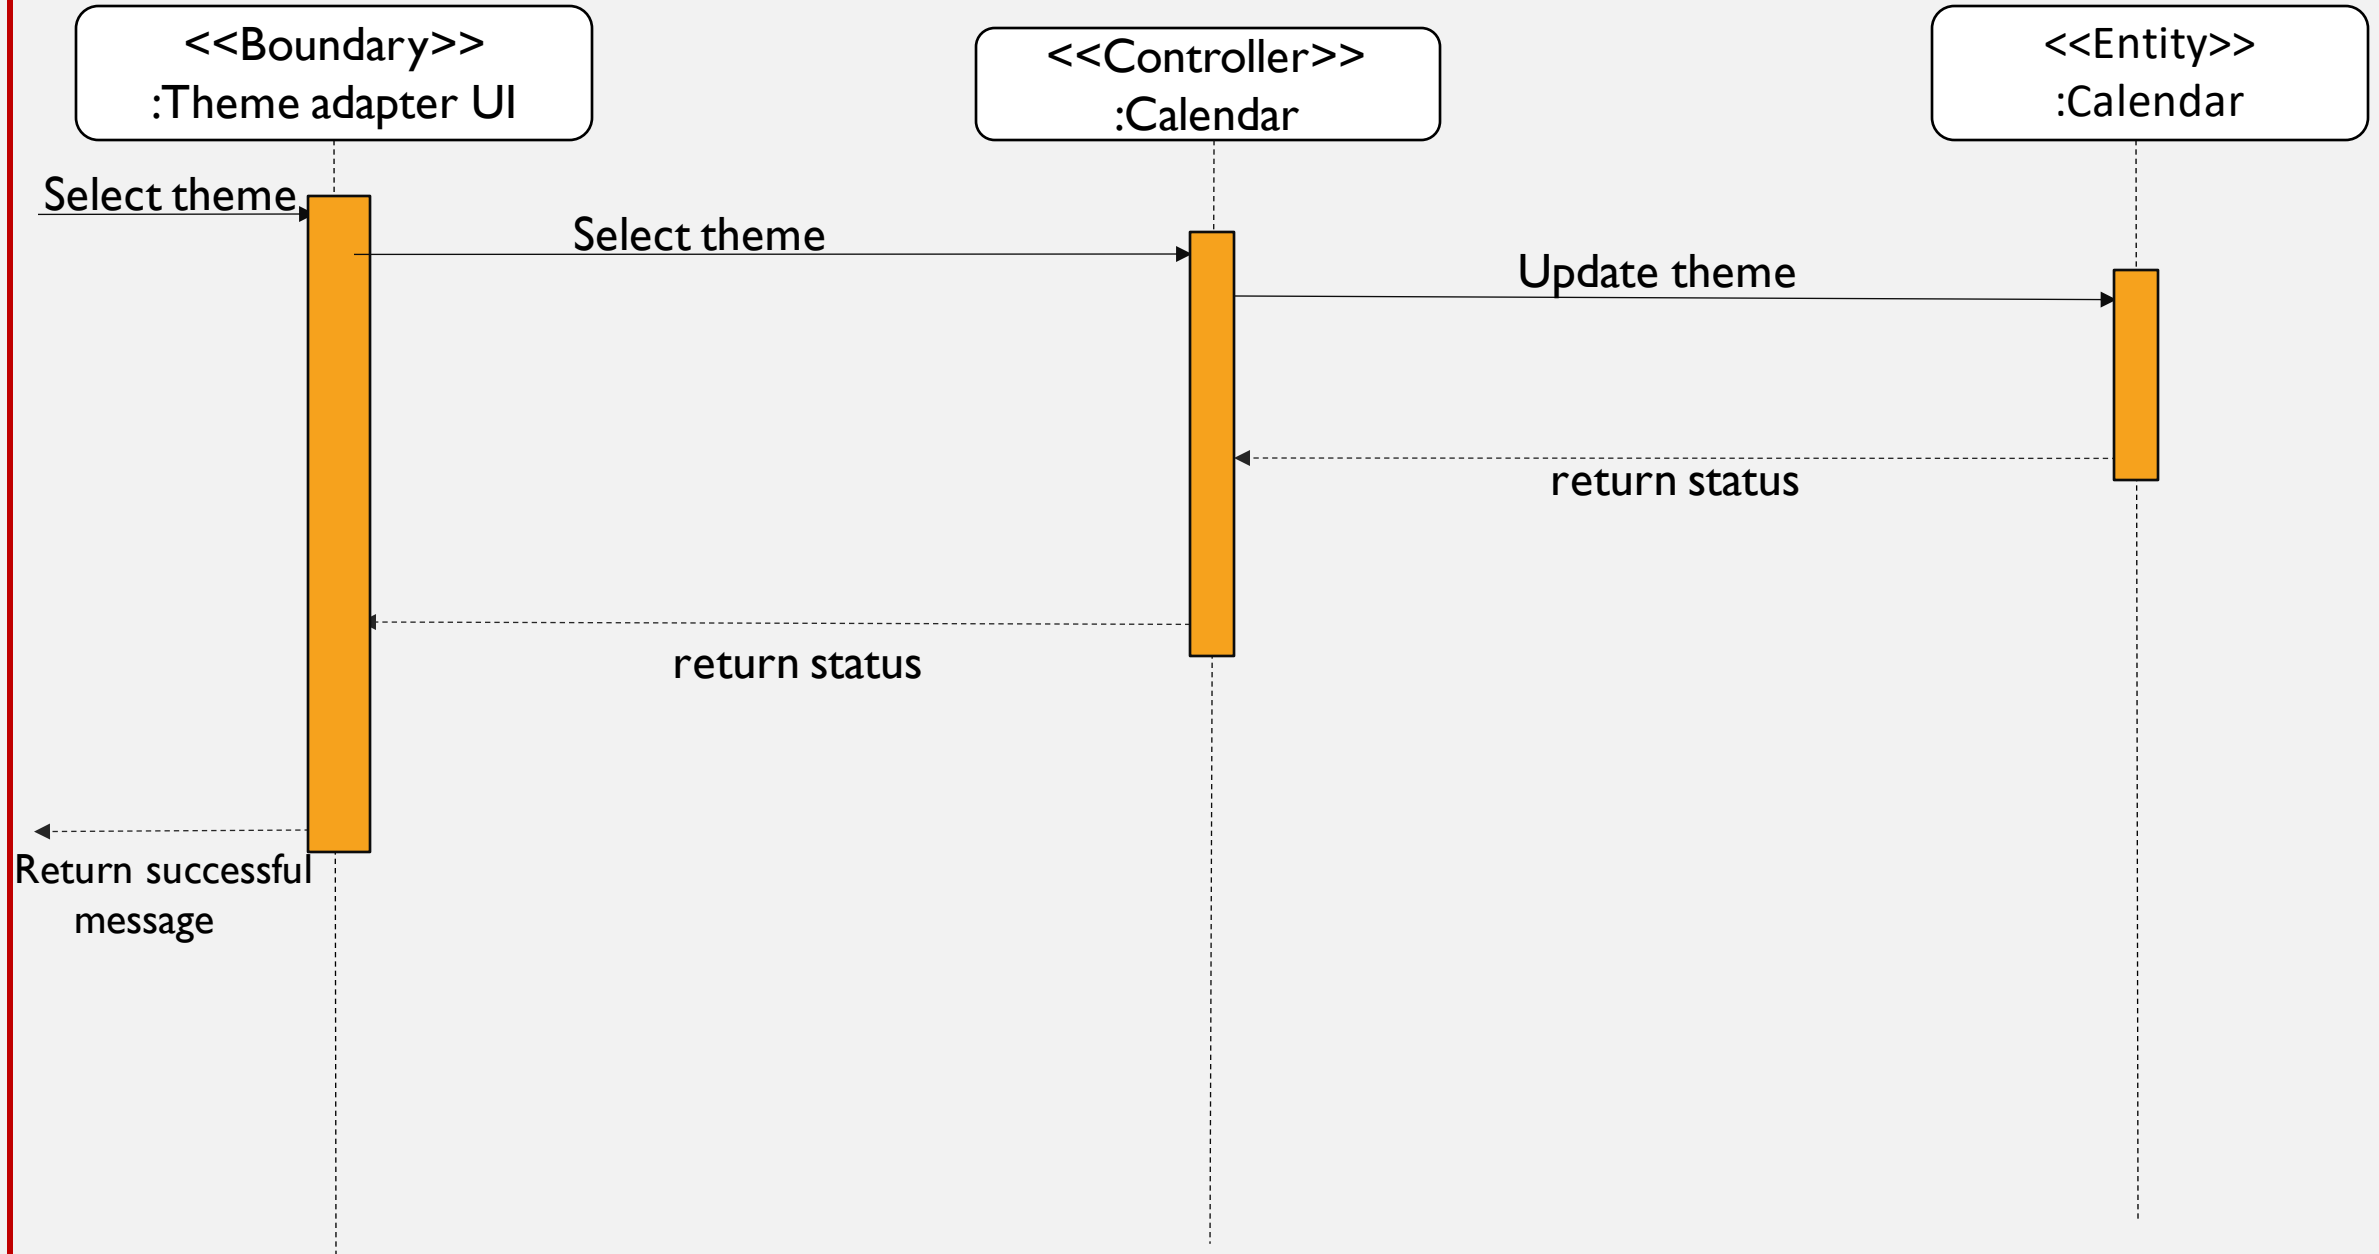 <<Boundary>>
:Theme adapter UI
<<Controller>>
:Calendar
<<Entity>>
:Calendar
Select theme
Select theme
Update theme
return status
return status
Return successful
message